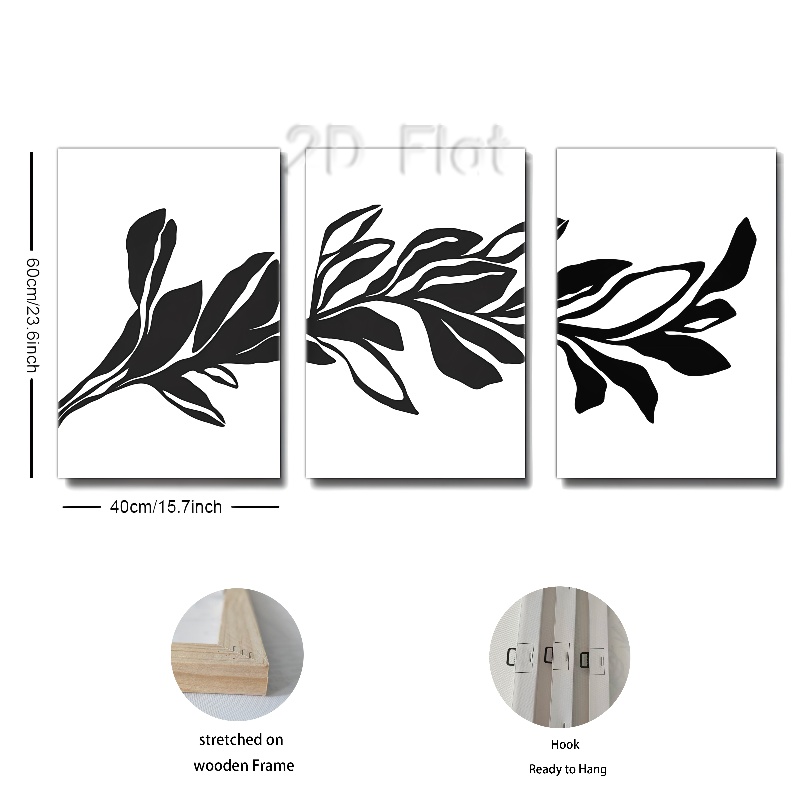 2D Flat
60cm/23.6inch
40cm/15.7inch
stretched on
wooden Frame
Hook
Ready to Hang